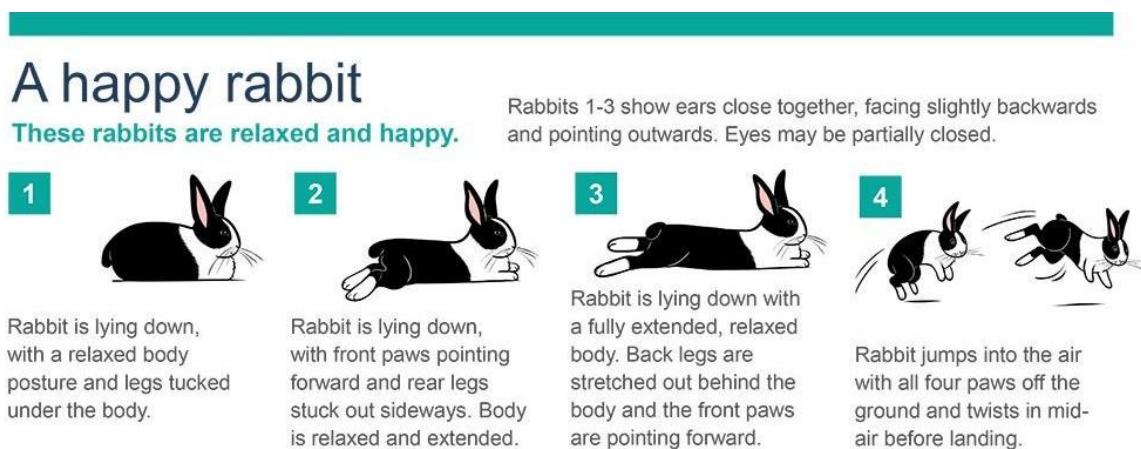 A happy rabbit
These rabbits are relaxed and happy.
Rabbits 1-3 show ears close together, facing slightly backwards
and pointing outwards. Eyes may be partially closed.
1
Rabbit is lying down,
with a relaxed body
posture and legs tucked
under the body.
2
Rabbit is lying down,
with front paws pointing
forward and rear legs
stuck out sideways. Body
is relaxed and extended.
3
Rabbit is lying down with
a fully extended, relaxed
body. Back legs are
stretched out behind the
body and the front paws
are pointing forward.
4
Rabbit jumps into the air
with all four paws off the
ground and twists in mid-
air before landing.